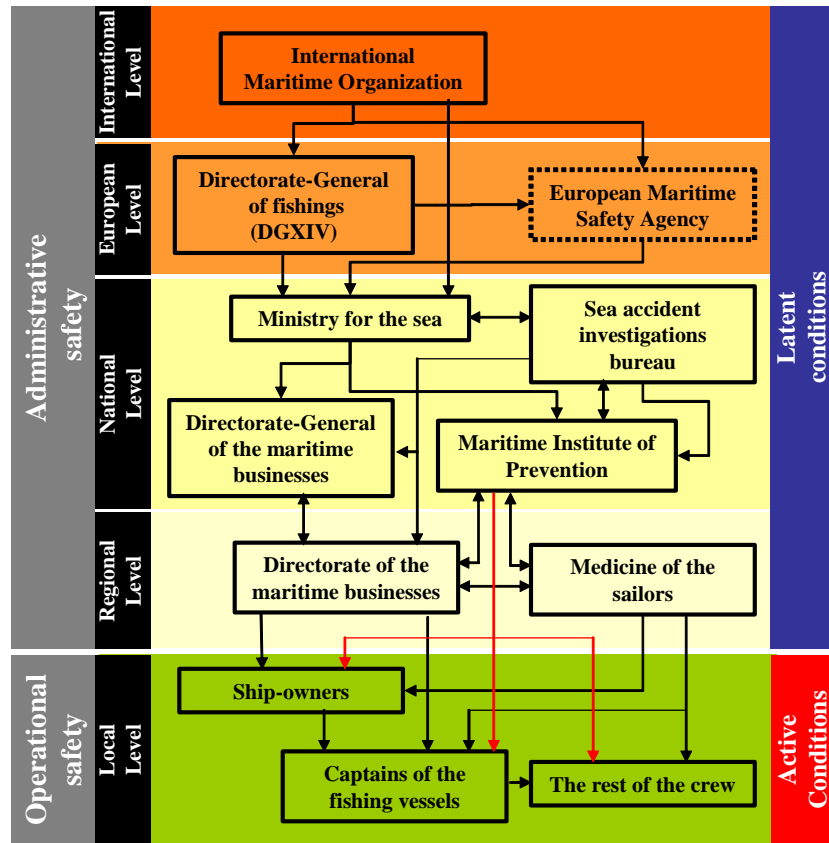 Administrative
safety
Operational
safety
International
Level
European
Level
National
Level
Regional
Level
Local
Level
International
Maritime Organization
Directorate-General
of fishings
(DGXIV)
European Maritime
Safety Agency
Ministry for the sea
Sea accident
investigations
bureau
Directorate-General
of the maritime
businesses
Maritime Institute of
Prevention
Directorate of the
maritime businesses
Medicine of the
sailors
Ship-owners
Captains of the
fishing vessels
The rest of the crew
Latent
conditions
Active
Conditions